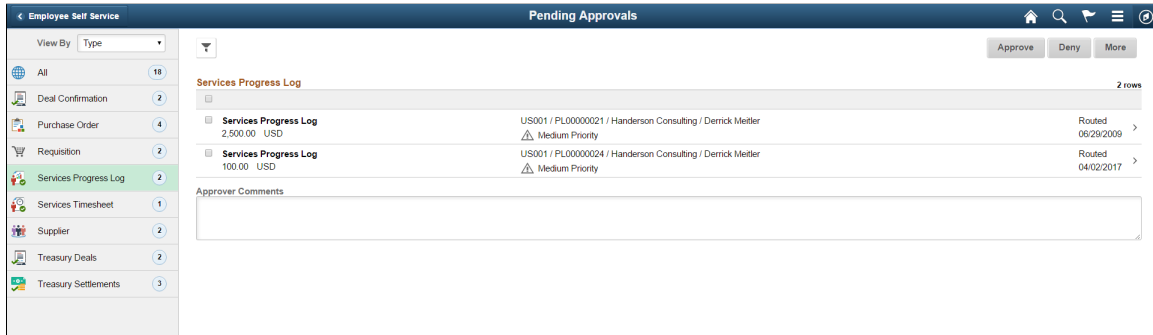 Employee Self Service
Pending Approvals
View By Type
All 18
Deal Confirmation 2
Purchase Order 4
Requisition 2
Services Progress Log 2
Services Timesheet 1
Supplier 2
Treasury Deals 2
Treasury Settlements 3
Approve Deny More
Services Progress Log
2 rows
Services Progress Log US001 / PL00000021 / Handerson Consulting / Derrick Meitler Routed
2,500.00 USD Medium Priority 06/29/2009
Services Progress Log US001 / PL00000024 / Handerson Consulting / Derrick Meitler Routed
100.00 USD Medium Priority 04/02/2017
Approver Comments